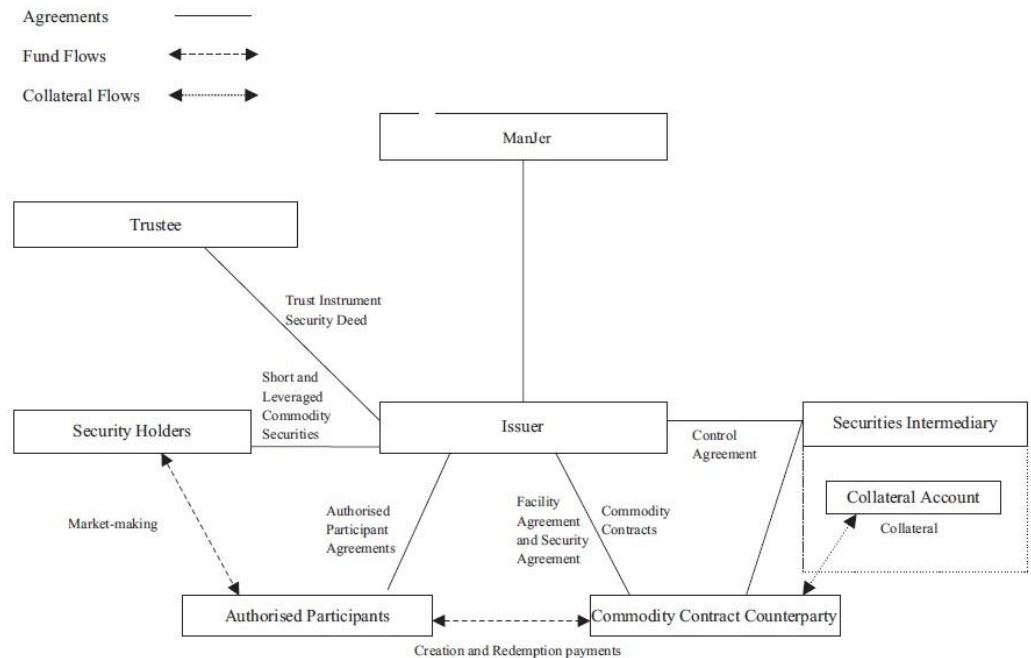 Agreements
Fund Flows
Collateral Flows
ManJer
Trustee
Trust Instrument
Security Deed
Short and
Leveraged
Commodity
Securities
Security Holders
Issuer
Securities Intermediary
Control
Agreement
Collateral Account
Collateral
Market-making
Authorised
Participant
Agreements
Facility
Agreement
and Security
Agreement
Commodity
Contracts
Authorised Participants
Commodity Contract Counterparty
Creation and Redemption payments